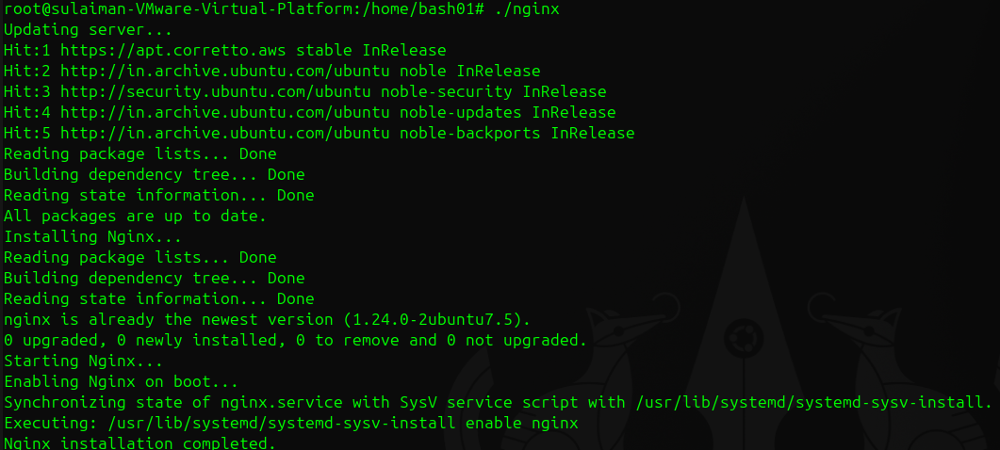 root@sulaiman-VMware-Virtual-Platform:/home/bash01# ./nginx
Updating server...
Hit:1 https://apt.corretto.aws stable InRelease
Hit:2 http://in.archive.ubuntu.com/ubuntu noble InRelease
Hit:3 http://security.ubuntu.com/ubuntu noble-security InRelease
Hit:4 http://in.archive.ubuntu.com/ubuntu noble-updates InRelease
Hit:5 http://in.archive.ubuntu.com/ubuntu noble-backports InRelease
Reading package lists... Done
Building dependency tree... Done
Reading state information... Done
All packages are up to date.
Installing Nginx...
Reading package lists... Done
Building dependency tree... Done
Reading state information... Done
nginx is already the newest version (1.24.0-2ubuntu7.5).
0 upgraded, 0 newly installed, 0 to remove and 0 not upgraded.
Starting Nginx...
Enabling Nginx on boot...
Synchronizing state of nginx.service with SysV service script with /usr/lib/systemd/systemd-sysv-install.
Executing: /usr/lib/systemd/systemd-sysv-install enable nginx
Nginx installation completed.